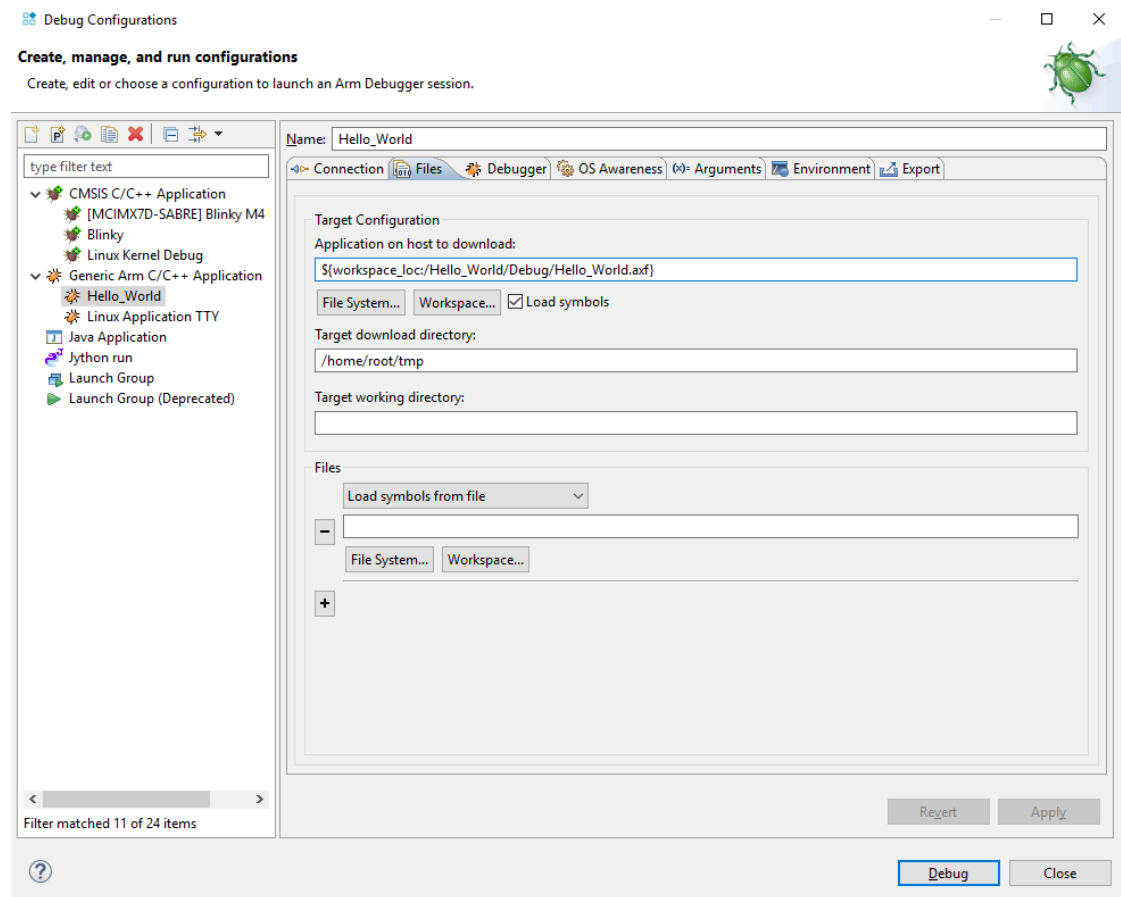 Debug Configurations
Create, manage, and run configurations
Create, edit or choose a configuration to launch an Arm Debugger session.
type filter text
CMSIS C/C++ Application
[MCIMX7D-SABRE] Blinky M4
Blinky
Linux Kernel Debug
Generic Arm C/C++ Application
Hello_World
Linux Application TTY
Java Application
Jython run
Launch Group
Launch Group (Deprecated)
Filter matched 11 of 24 items
Name: Hello_World
Connection Files Debugger OS Awareness (x)= Arguments Environment Export
Target Configuration
Application on host to download:
${workspace_loc:/Hello_World/Debug/Hello_World.axf}
File System... Workspace... Load symbols
Target download directory:
/home/root/tmp
Target working directory:
Files
Load symbols from file
File System... Workspace...
Revert Apply
Debug Close